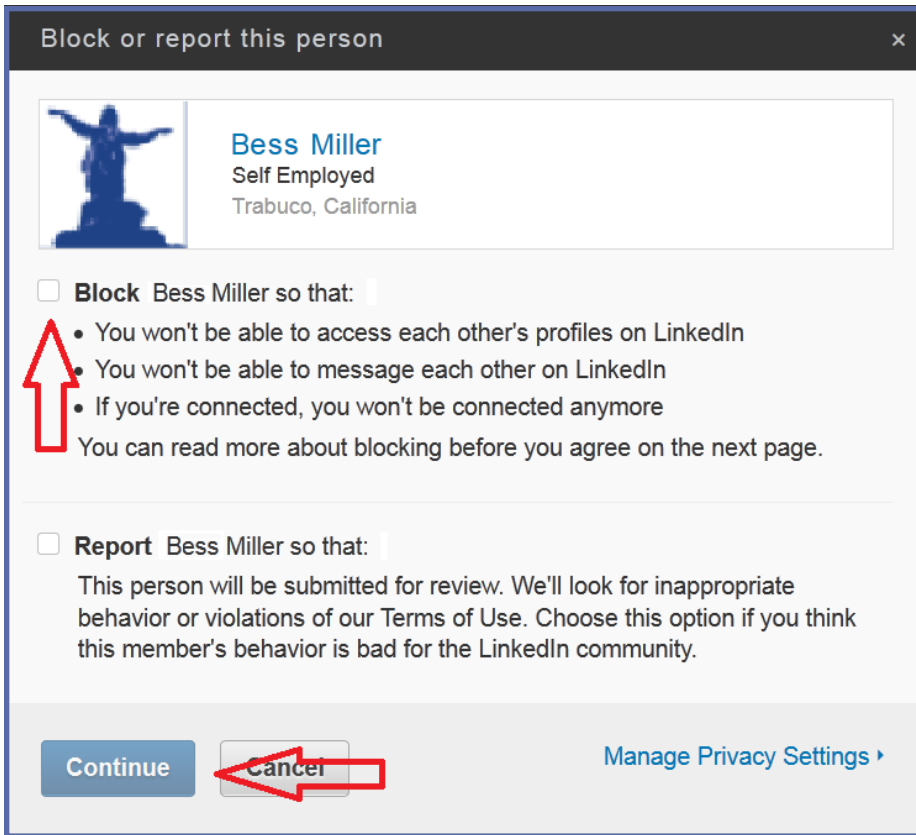 Block or report this person ×
Bess Miller
Self Employed
Trabuco, California
Block Bess Miller so that:
• You won't be able to access each other's profiles on LinkedIn
• You won't be able to message each other on LinkedIn
• If you're connected, you won't be connected anymore
You can read more about blocking before you agree on the next page.
Report Bess Miller so that:
This person will be submitted for review. We'll look for inappropriate
behavior or violations of our Terms of Use. Choose this option if you think
this member's behavior is bad for the LinkedIn community.
Continue Cancel Manage Privacy Settings